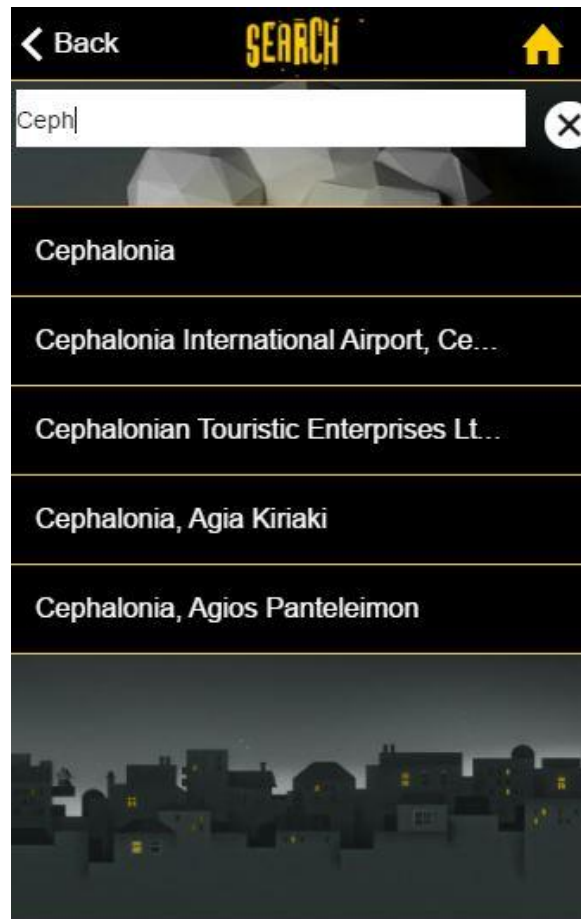 Back
SEARCH
Ceph
Cephalonia
Cephalonia International Airport, Ce...
Cephalonian Touristic Enterprises Lt...
Cephalonia, Agia Kiriaki
Cephalonia, Agios Panteleimon